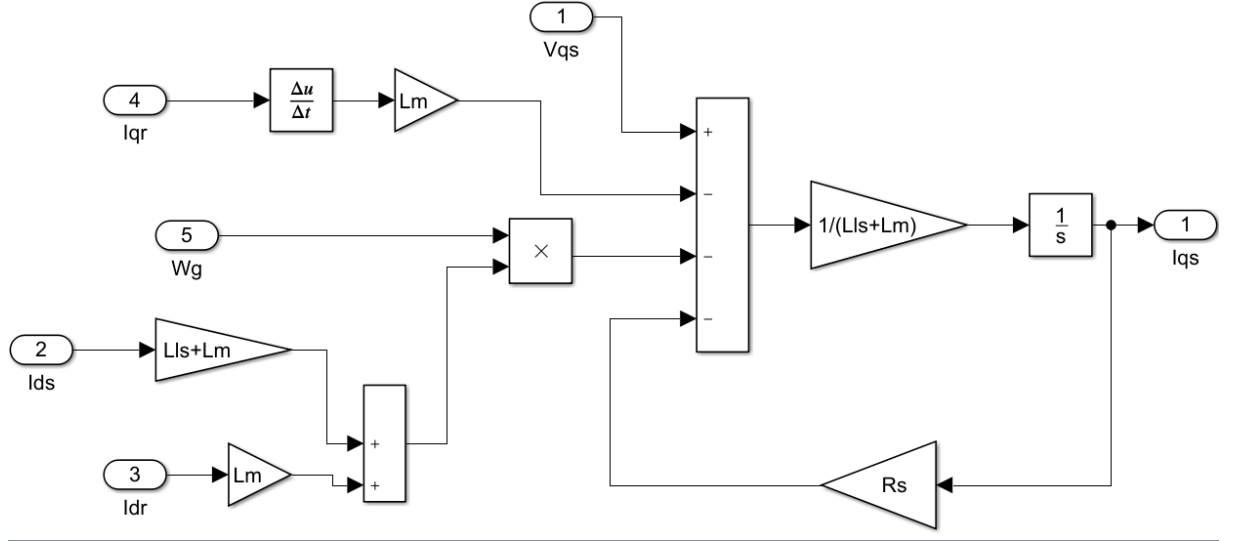 1
Vqs
4
Iqr
Δu
Δt
Lm
+
−
5
Wg
×
−
1/(Lls+Lm)
1
s
1
Iqs
−
2
Ids
Lls+Lm
+
3
Idr
Lm
+
Rs